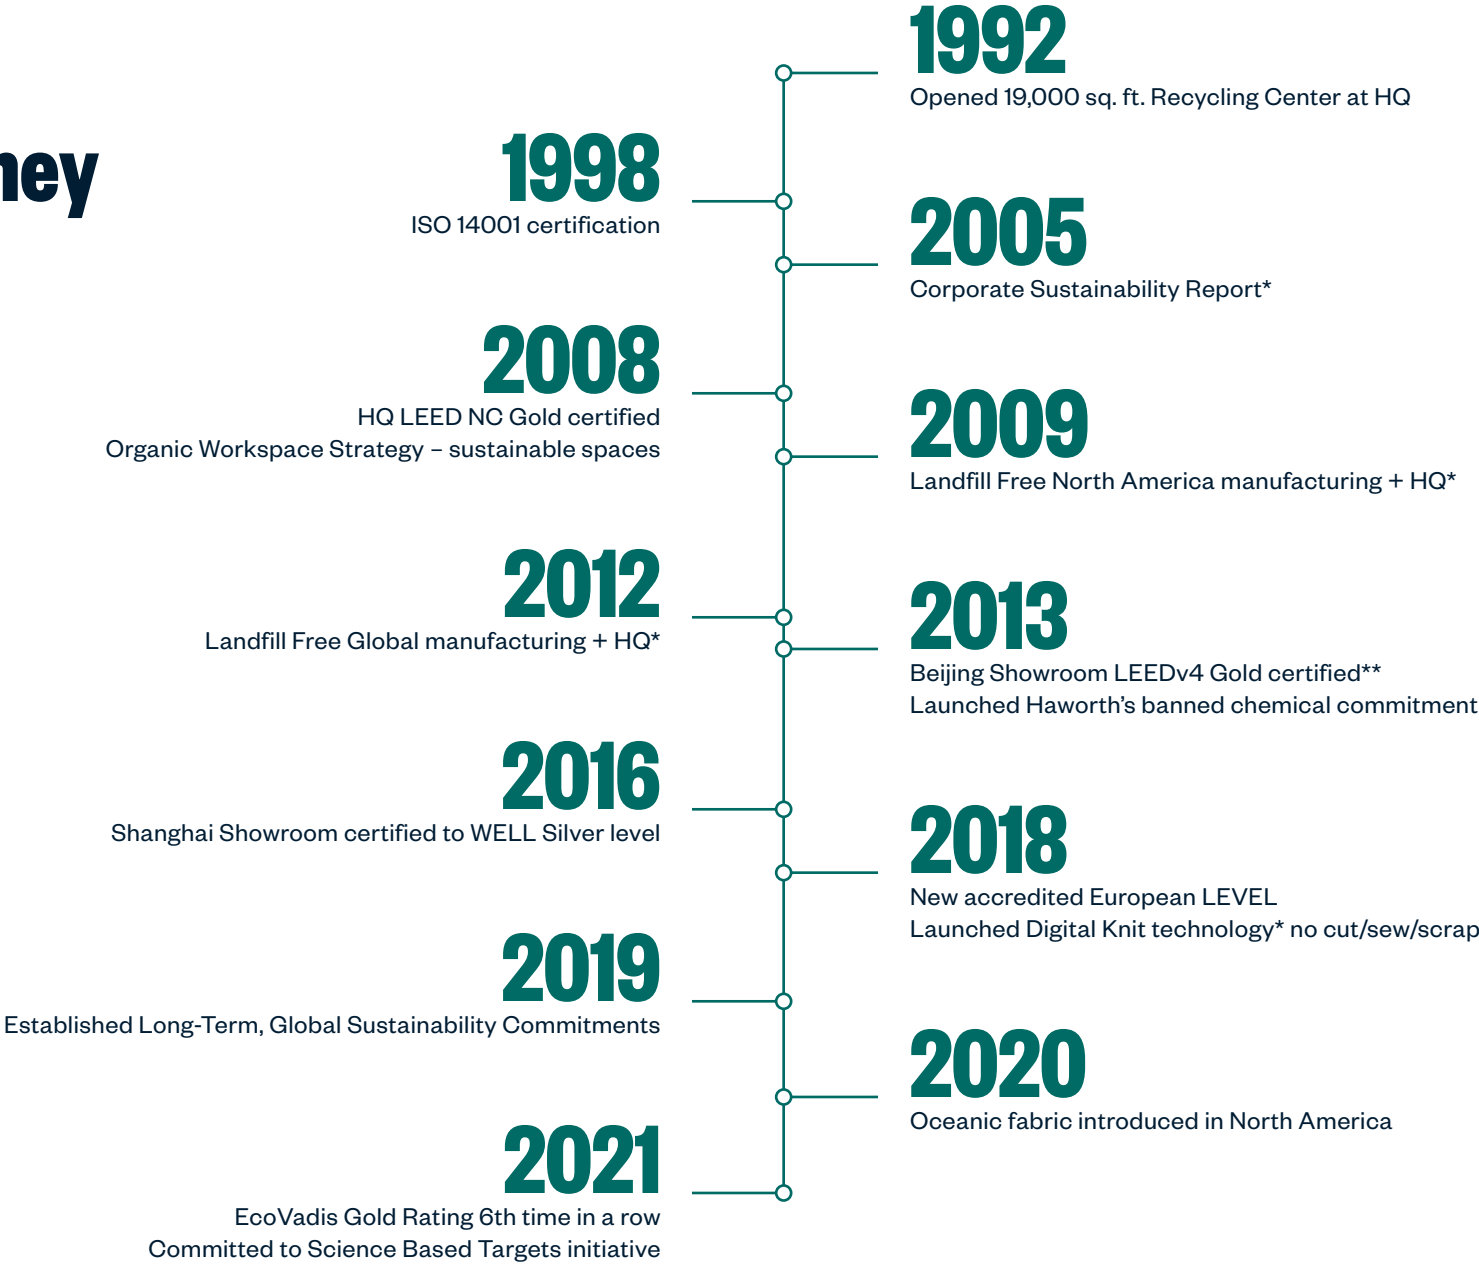 ney
1992
Opened 19,000 sq. ft. Recycling Center at HQ
1998
ISO 14001 certification
2005
Corporate Sustainability Report*
2008
HQ LEED NC Gold certified
Organic Workspace Strategy – sustainable spaces
2009
Landfill Free North America manufacturing + HQ*
2012
Landfill Free Global manufacturing + HQ*
2013
Beijing Showroom LEEDv4 Gold certified**
Launched Haworth’s banned chemical commitment
2016
Shanghai Showroom certified to WELL Silver level
2018
New accredited European LEVEL
Launched Digital Knit technology* no cut/sew/scrap
2019
Established Long-Term, Global Sustainability Commitments
2020
Oceanic fabric introduced in North America
2021
EcoVadis Gold Rating 6th time in a row
Committed to Science Based Targets initiative